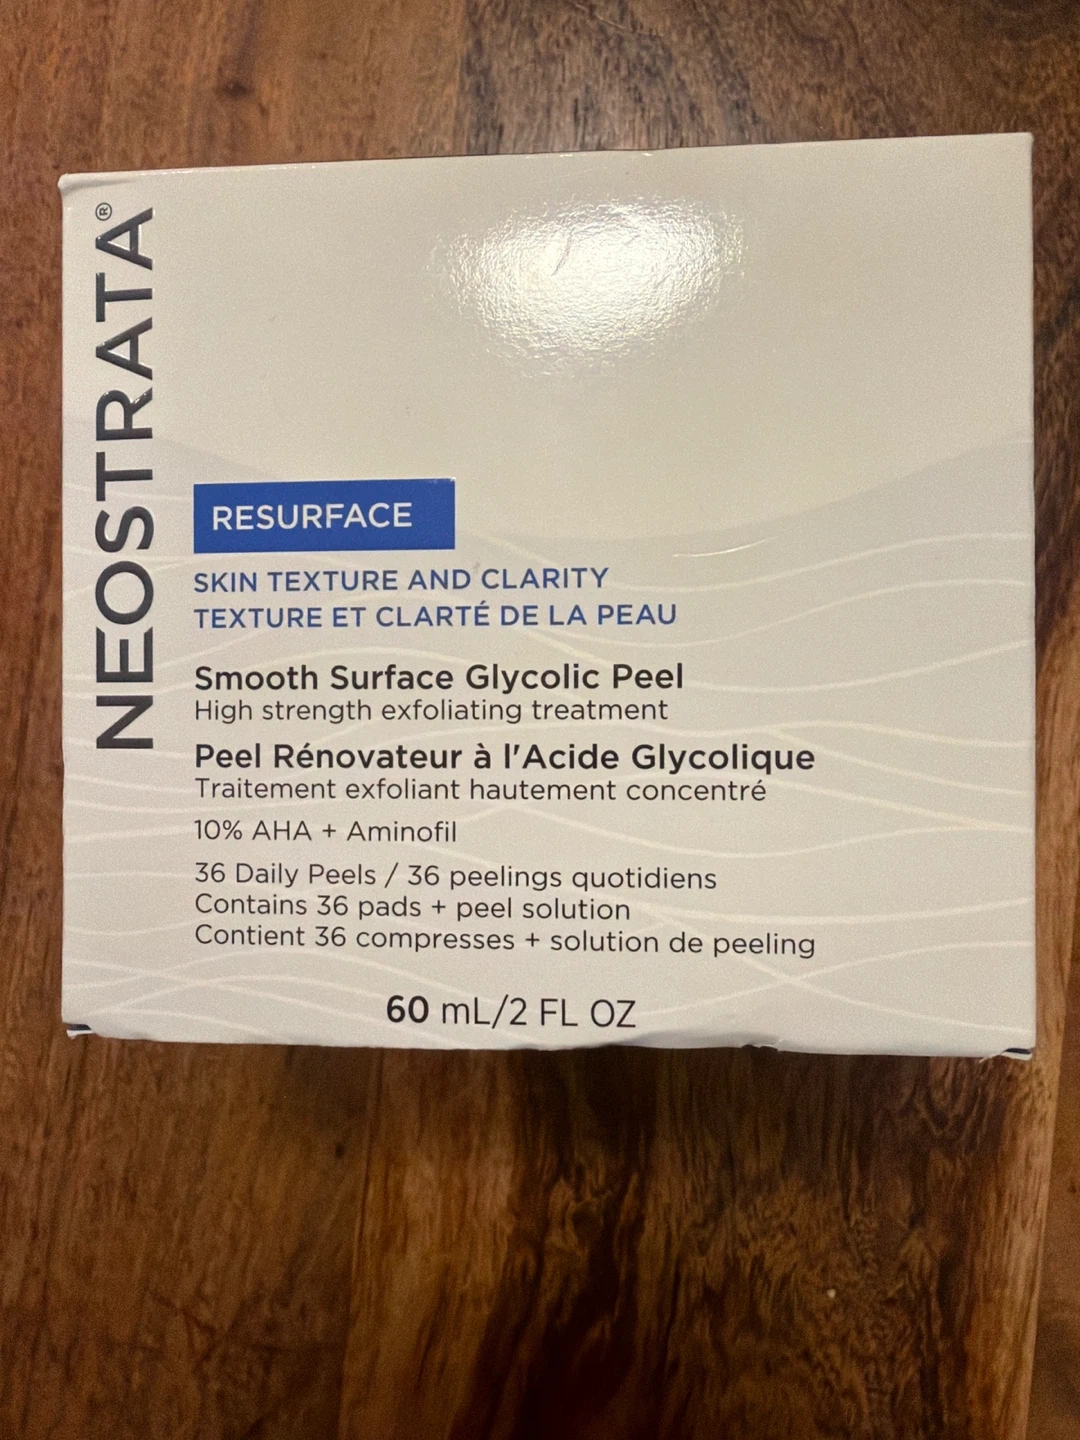 NEOSTRATA®
RESURFACE
SKIN TEXTURE AND CLARITY
TEXTURE ET CLARTÉ DE LA PEAU
Smooth Surface Glycolic Peel
High strength exfoliating treatment
Peel Rénovateur à l'Acide Glycolique
Traitement exfoliant hautement concentré
10% AHA + Aminofil
36 Daily Peels / 36 peelings quotidiens
Contains 36 pads + peel solution
Contient 36 compresses + solution de peeling
60 mL/2 FL OZ